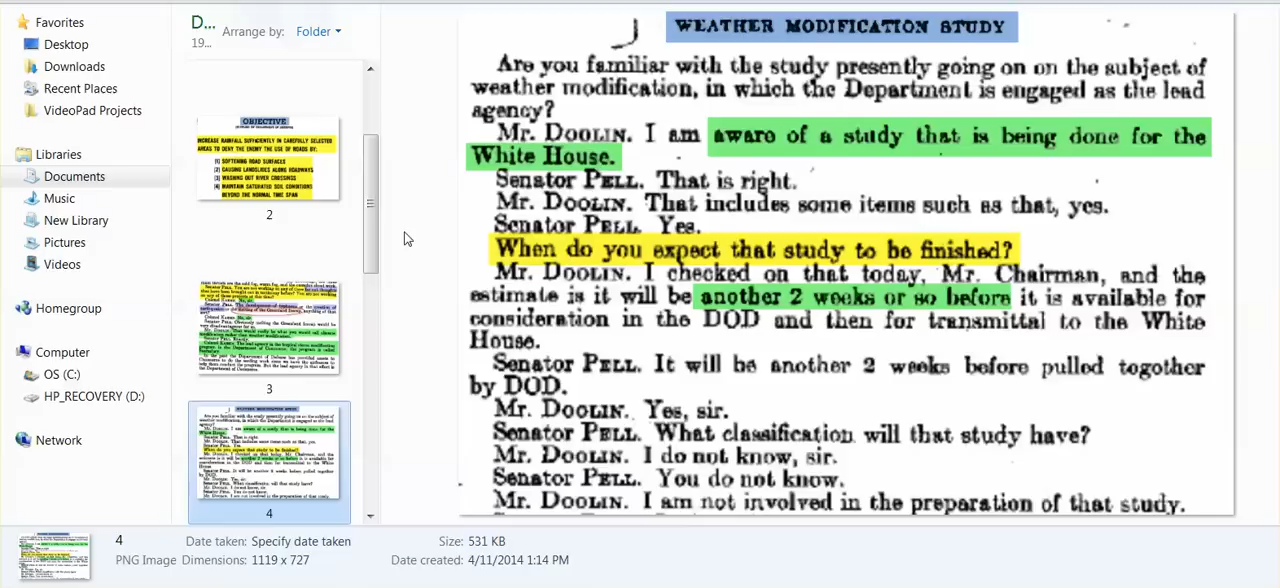 Favorites
Desktop
Downloads
Recent Places
VideoPad Projects
Libraries
Documents
Music
New Library
Pictures
Videos
Homegroup
Computer
OS (C:)
HP_RECOVERY (D:)
Network
D...
19...
Arrange by: Folder
OBJECTIVE
INCREASE RAINFALL SUFFICIENTLY IN CAREFULLY SELECTED
AREAS TO DENY THE ENEMY THE USE OF ROADS BY:
(1) SOFTENING ROAD SURFACES
(2) CAUSING LANDSLIDES ALONG ROADWAYS
(3) WASHING OUT RIVER CROSSINGS
(4) MAINTAIN SATURATED SOIL CONDITIONS
BEYOND THE NORMAL TIME SPAN
2
3
4
WEATHER MODIFICATION STUDY
Are you familiar with the study presently going on on the subject of
weather modification, in which the Department is engaged as the lead
agency?
Mr. DOOLIN. I am aware of a study that is being done for the
White House.
Senator PELL. That is right.
Mr. DOOLIN. That includes some items such as that, yes.
Senator PELL. Yes.
When do you expect that study to be finished?
Mr. DOOLIN. I checked on that today, Mr. Chairman, and the
estimate is it will be another 2 weeks or so before it is available for
consideration in the DOD and then for transmittal to the White
House.
Senator PELL. It will be another 2 weeks before pulled together
by DOD.
Mr. DOOLIN. Yes, sir.
Senator PELL. What classification will that study have?
Mr. DOOLIN. I do not know, sir.
Senator PELL. You do not know.
Mr. DOOLIN. I am not involved in the preparation of that study.
4
PNG Image
Date taken: Specify date taken
Dimensions: 1119 x 727
Size: 531 KB
Date created: 4/11/2014 1:14 PM